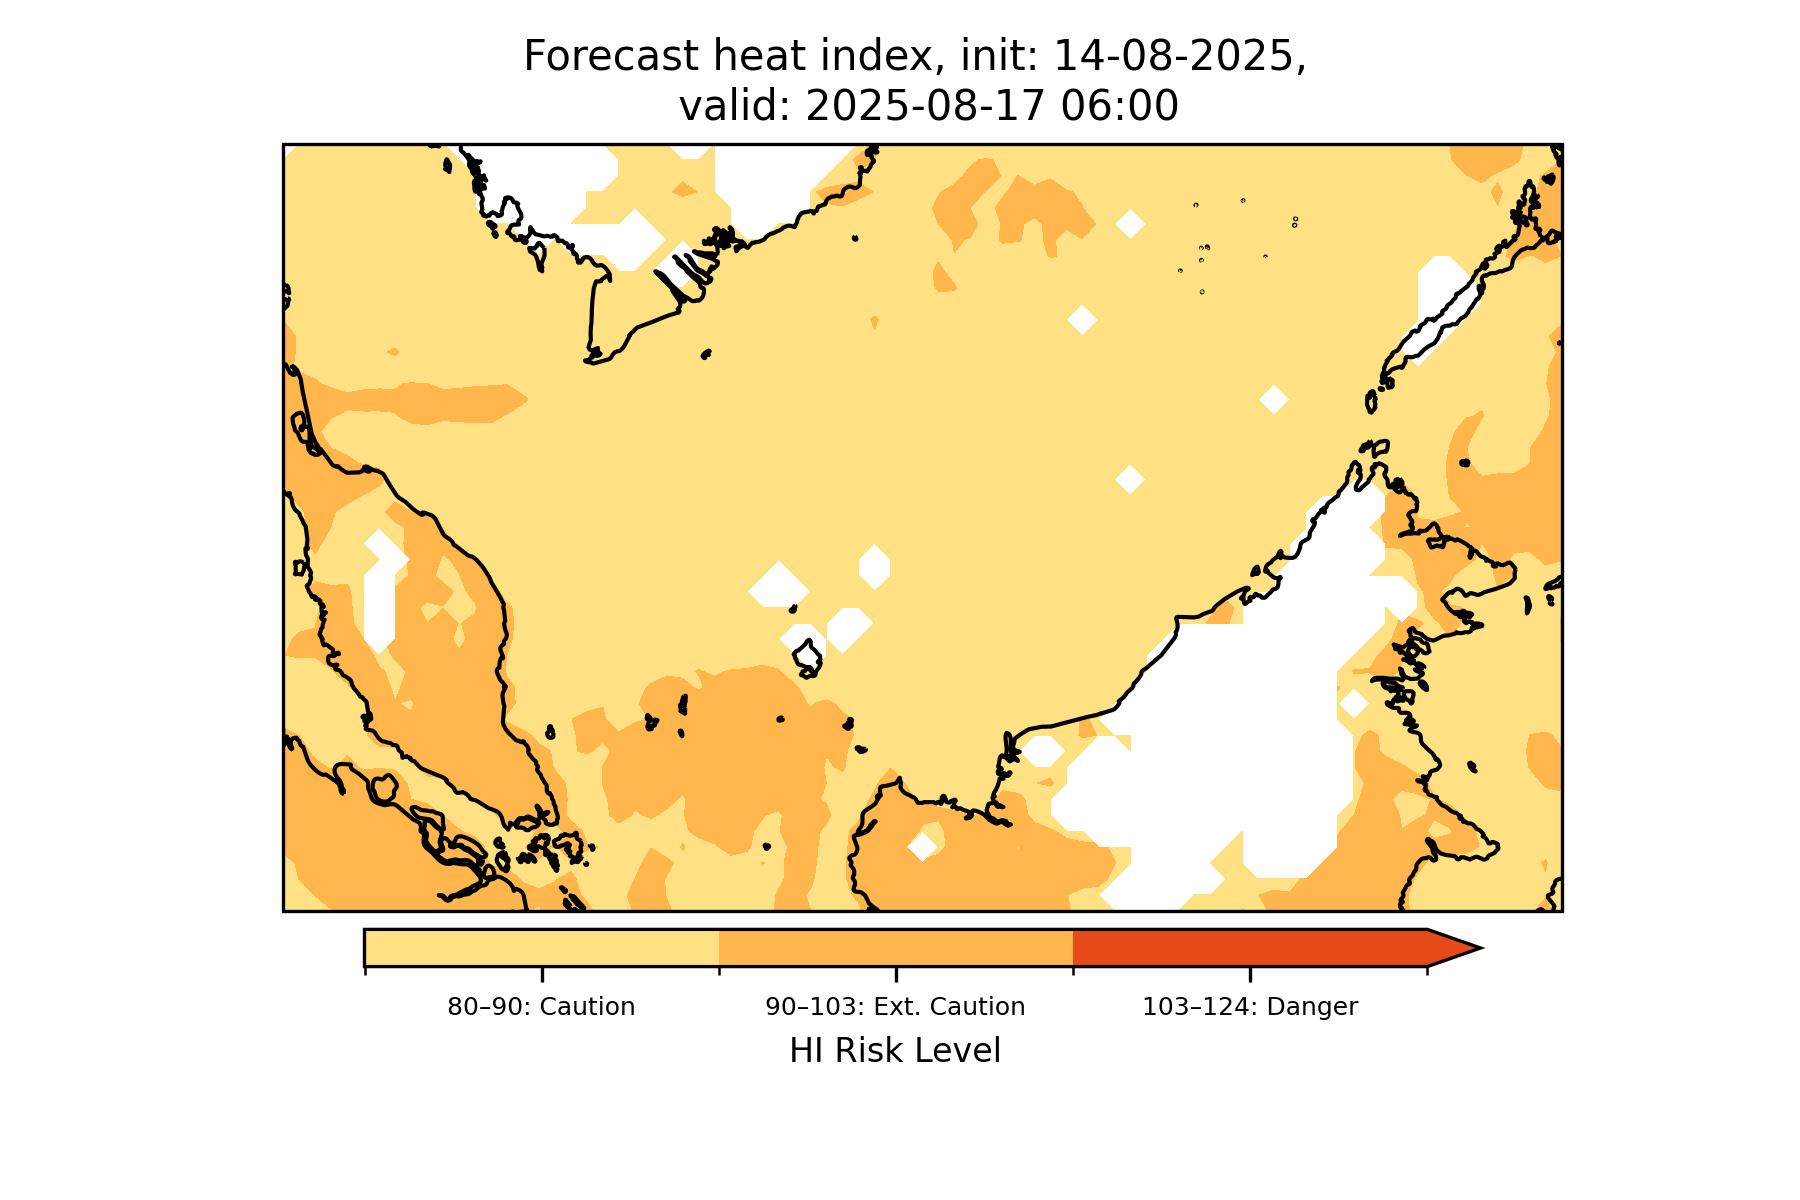 Forecast heat index, init: 14-08-2025,
valid: 2025-08-17 06:00
80–90: Caution
90–103: Ext. Caution
103–124: Danger
HI Risk Level